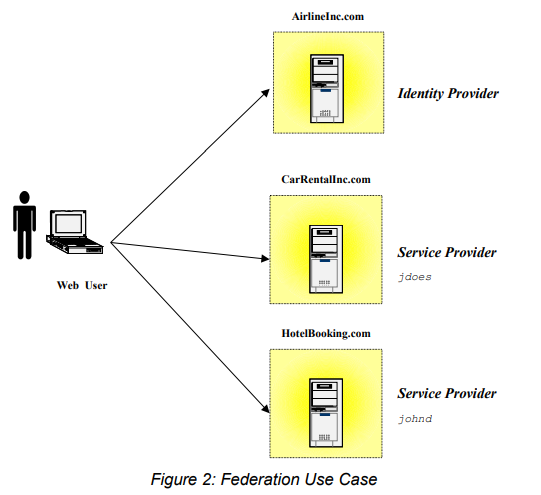 AirlineInc.com
Identity Provider
CarRentalInc.com
Service Provider
jdoes
Web User
HotelBooking.com
Service Provider
johnd
Figure 2: Federation Use Case